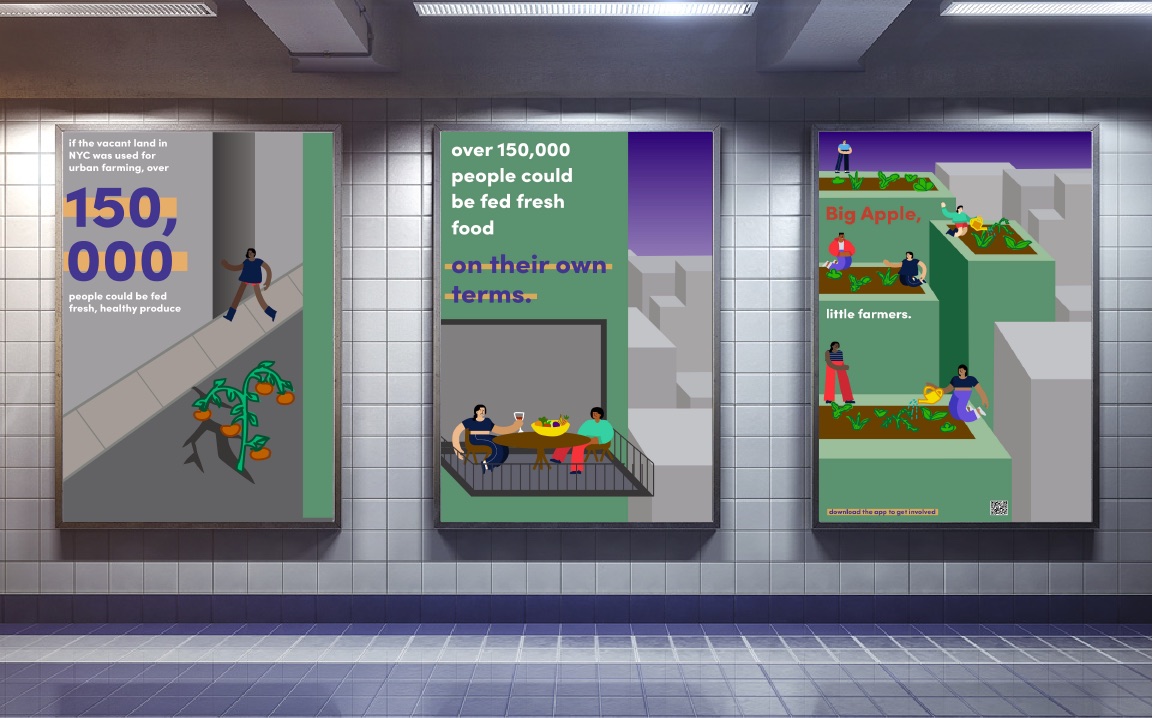 if the vacant land in
NYC was used for
urban farming, over
150,
000
people could be fed
fresh, healthy produce
over 150,000
people could
be fed fresh
food
on their own
terms.
Big Apple,
little farmers.
download the app to get involved